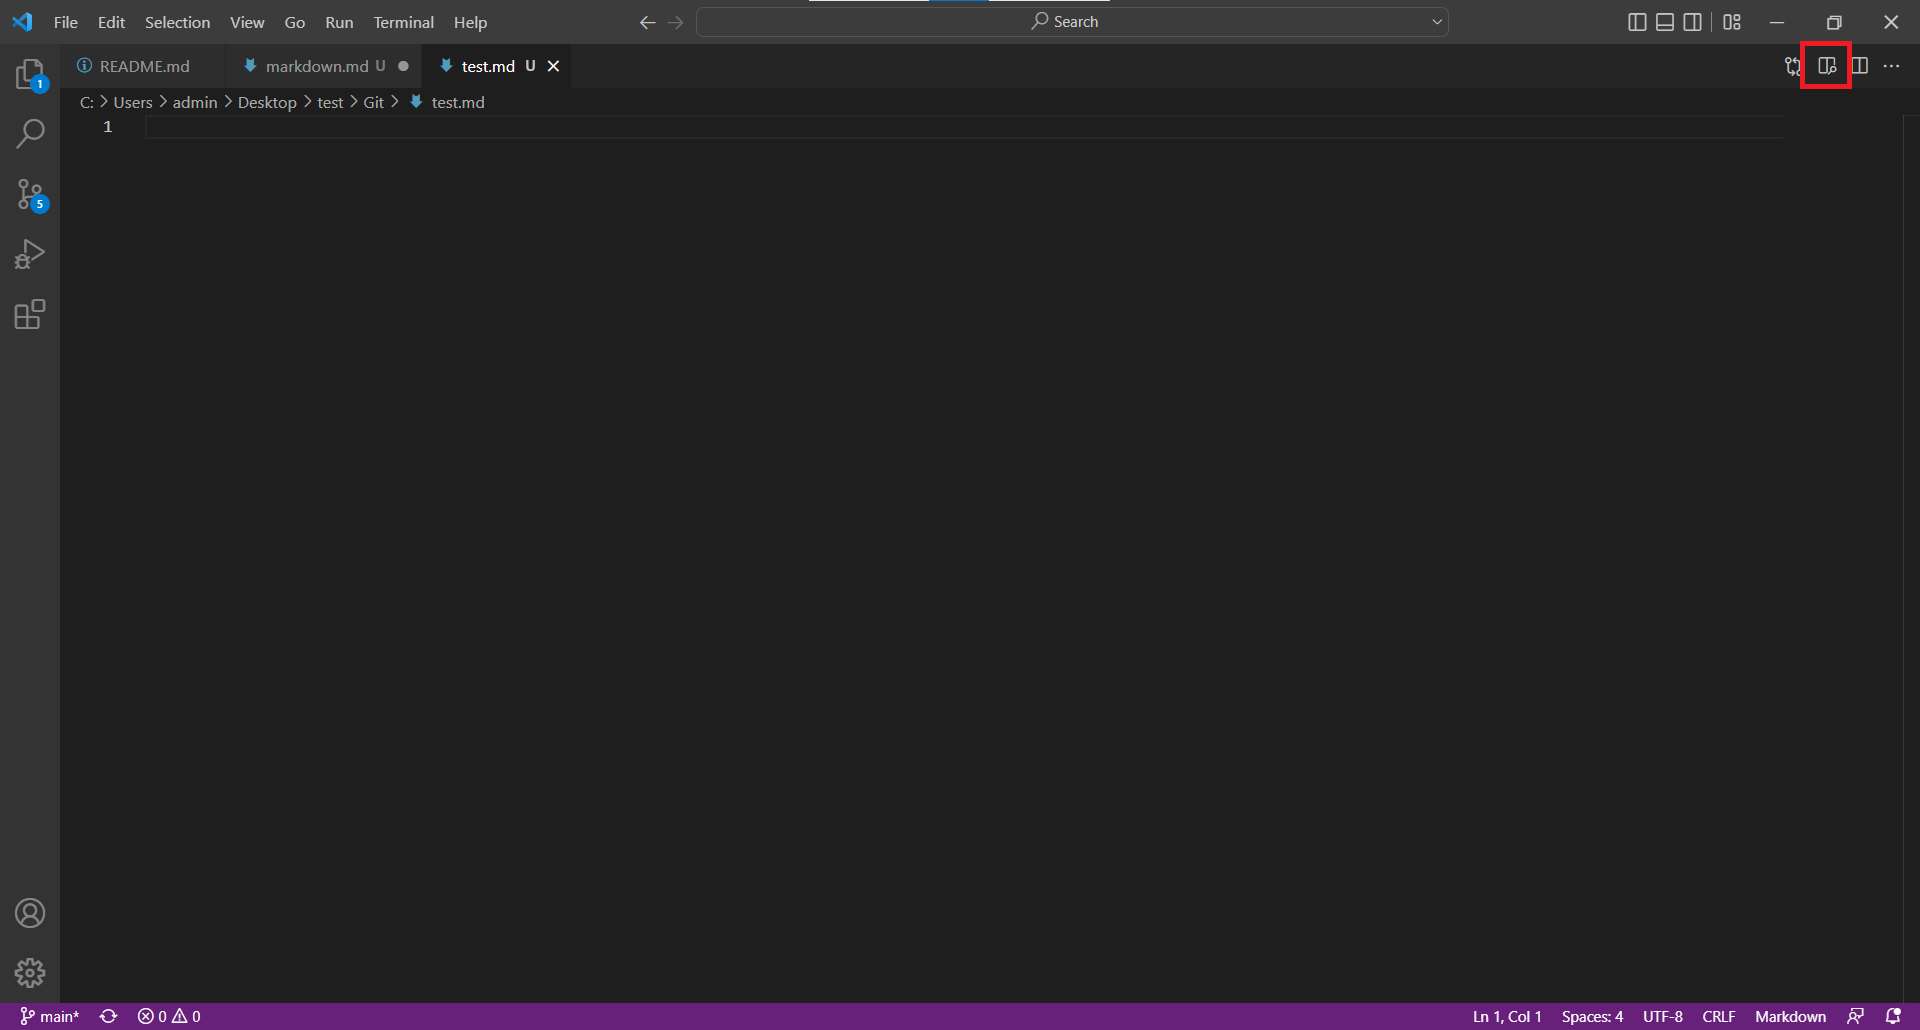 File Edit Selection View Go Run Terminal Help Search
1 README.md markdown.md U test.md U
C: Users admin Desktop test Git test.md
1
5
main* 0 0 Ln 1, Col 1 Spaces: 4 UTF-8 CRLF Markdown